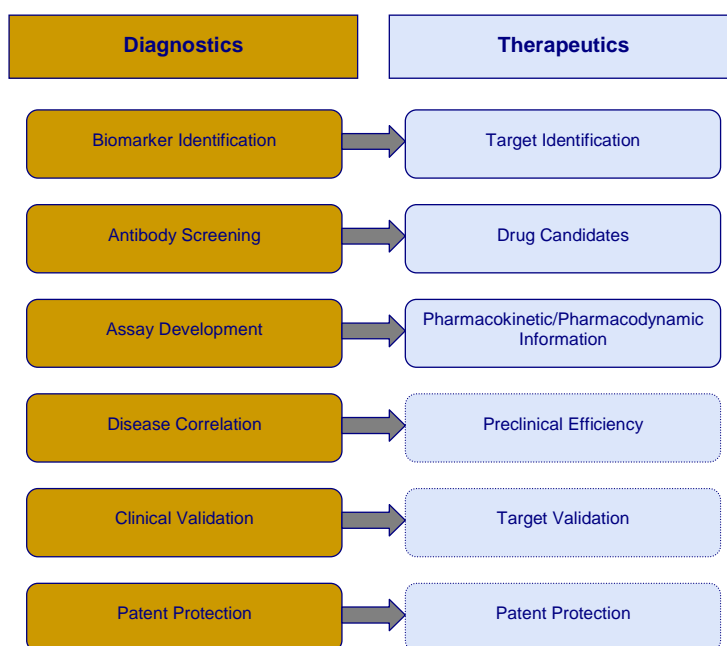 Diagnostics
Therapeutics
Biomarker Identification
Target Identification
Antibody Screening
Drug Candidates
Assay Development
Pharmacokinetic/Pharmacodynamic
Information
Disease Correlation
Preclinical Efficiency
Clinical Validation
Target Validation
Patent Protection
Patent Protection